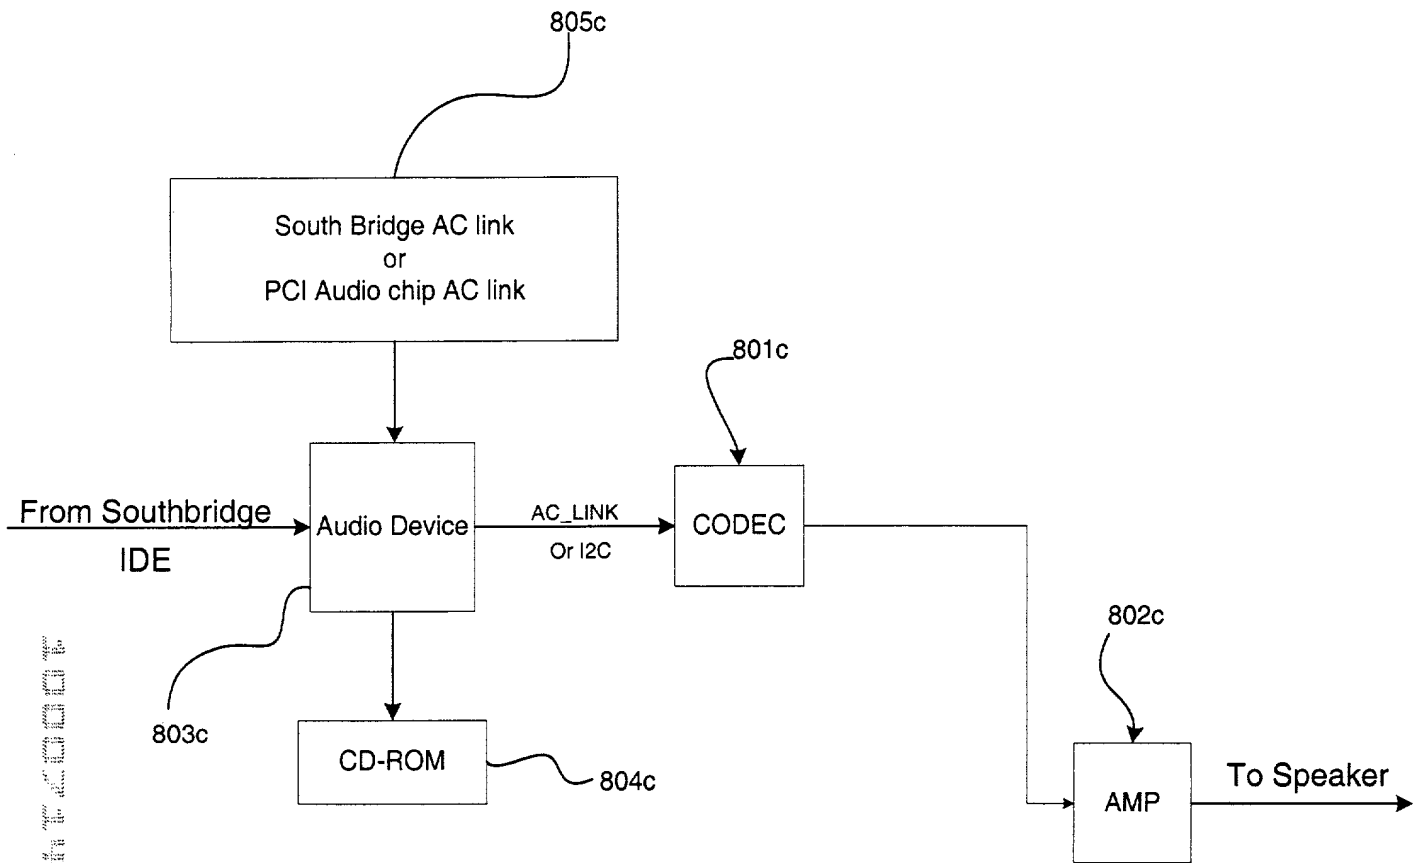 805c
South Bridge AC link
or
PCI Audio chip AC link
801c
From Southbridge
IDE
Audio Device
AC_LINK
Or I2C
CODEC
802c
803c
CD-ROM
804c
AMP
To Speaker